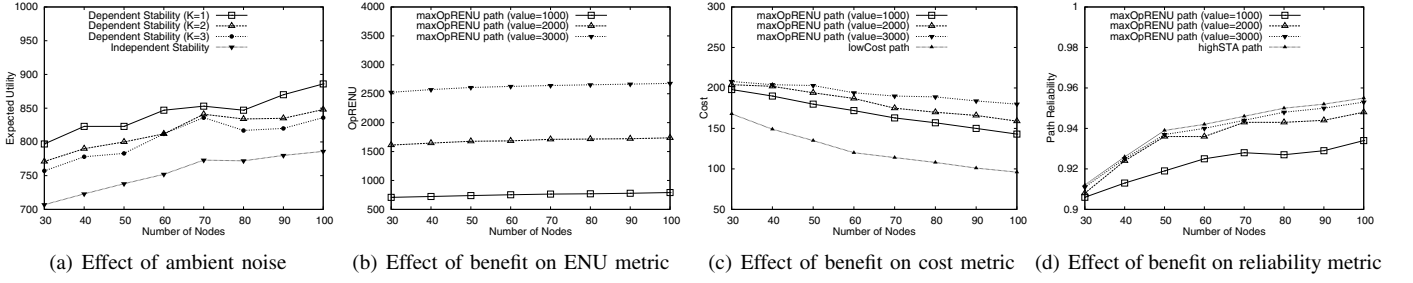 1000
950
900
850
800
750
700
Expected Utility
Dependent Stability (K=1)
Dependent Stability (K=2)
Dependent Stability (K=3)
Independent Stability
30 40 50 60 70 80 90 100
Number of Nodes
(a) Effect of ambient noise
4000
3500
3000
2500
2000
1500
1000
500
OpRENU
maxOpRENU path (value=1000)
maxOpRENU path (value=2000)
maxOpRENU path (value=3000)
30 40 50 60 70 80 90 100
Number of Nodes
(b) Effect of benefit on ENU metric
300
250
200
150
100
50
Cost
maxOpRENU path (value=1000)
maxOpRENU path (value=2000)
maxOpRENU path (value=3000)
lowCost path
30 40 50 60 70 80 90 100
Number of Nodes
(c) Effect of benefit on cost metric
1
0.98
0.96
0.94
0.92
0.9
Path Reliability
maxOpRENU path (value=1000)
maxOpRENU path (value=2000)
maxOpRENU path (value=3000)
highSTA path
30 40 50 60 70 80 90 100
Number of Nodes
(d) Effect of benefit on reliability metric